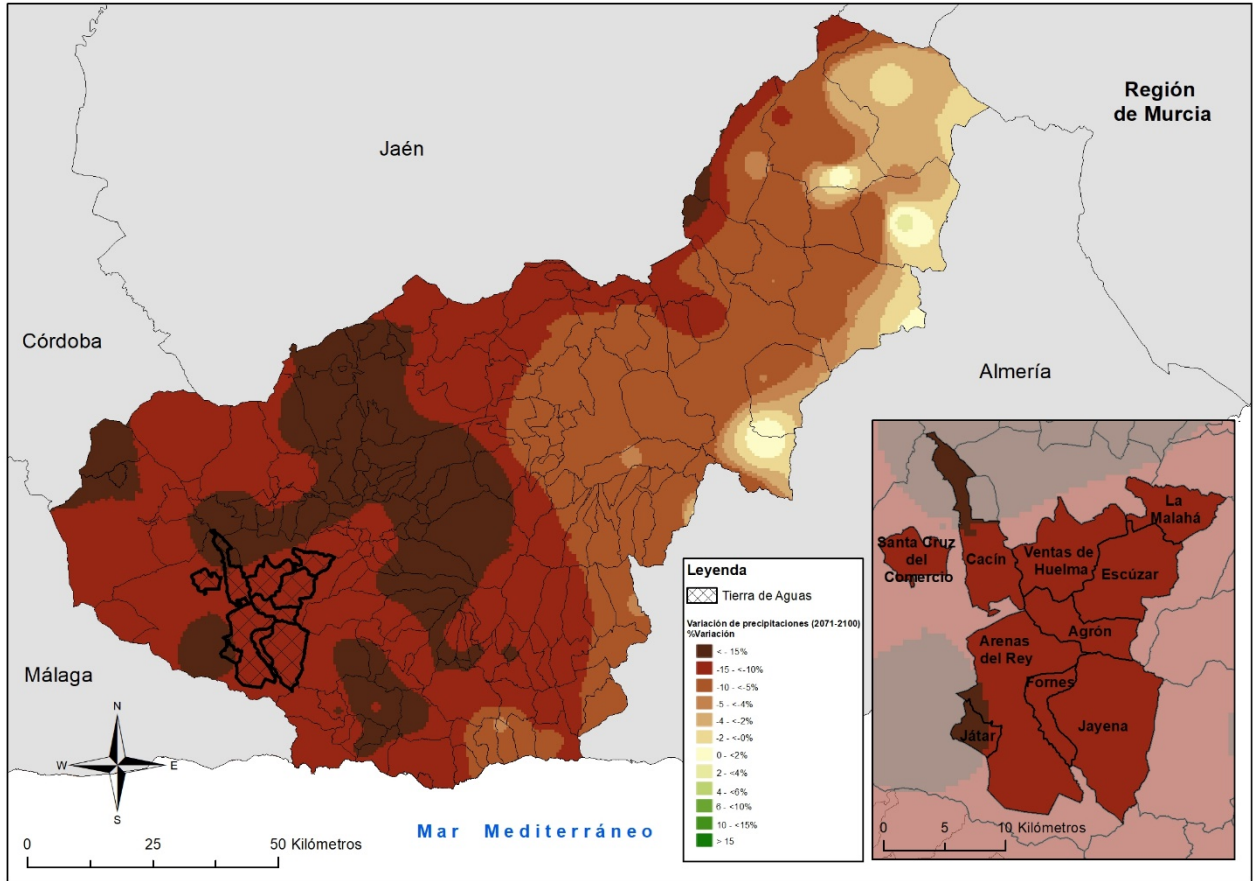 Región
de Murcia
Jaén
Córdoba
Almería
Málaga
N
W E
S
0 25 50 Kilómetros
Mar Mediterráneo
Leyenda
Tierra de Aguas
Variación de precipitaciones (2071-2100)
%Variación
< - 15%
-15 - <-10%
-10 - <-5%
-5 - <-4%
-4 - <-2%
-2 - <-0%
0 - <2%
2 - <4%
4 - <6%
6 - <10%
10 - <15%
> 15
La
Malahá
Santa Cruz
del
Comercio
Cacín
Ventas de
Huelma
Escúzar
Agrón
Arenas
del Rey
Fornes
Játar
Jayena
0 5 10 Kilómetros